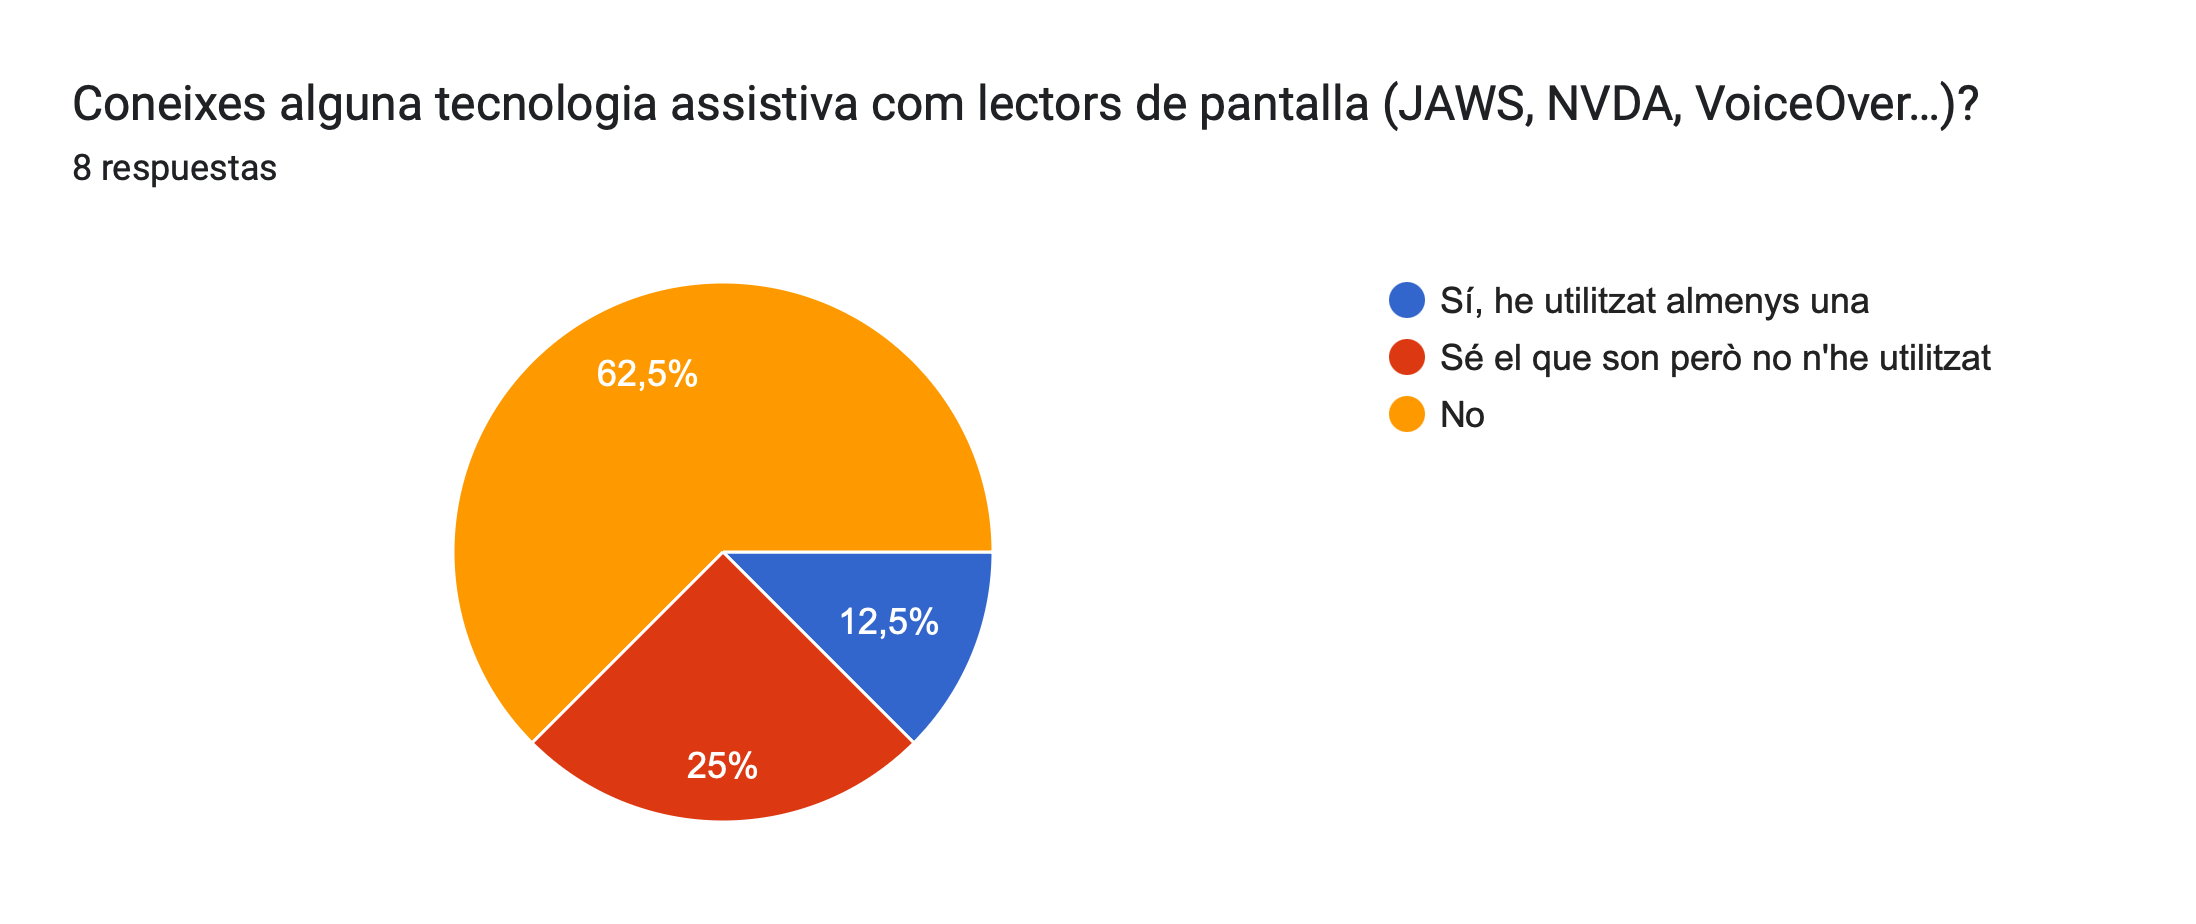 Coneixes alguna tecnologia assistiva com lectors de pantalla (JAWS, NVDA, VoiceOver…)?
8 respuestas
Sí, he utilitzat almenys una
Sé el que son però no n'he utilitzat
No
62,5%
12,5%
25%